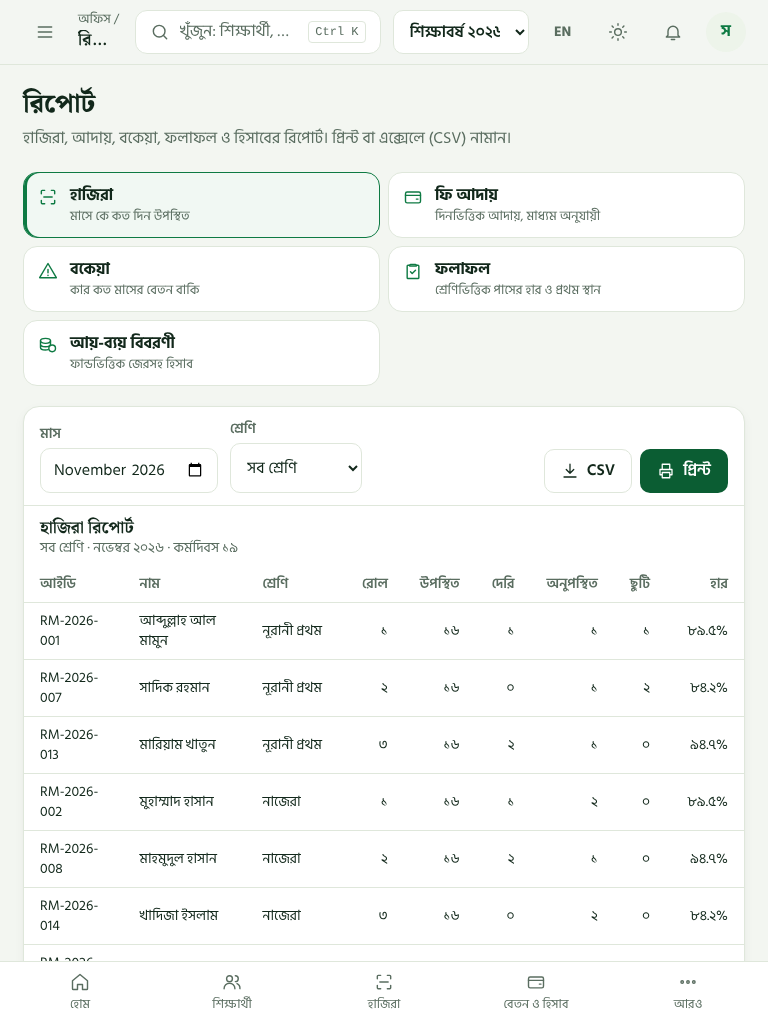 অফিস /
রি...
খুঁজুন: শিক্ষার্থী, ...
Ctrl K
শিক্ষাবর্ষ ২০২৬
EN
স
রিপোর্ট
হাজিরা, আদায়, বকেয়া, ফলাফল ও হিসাবের রিপোর্ট। প্রিন্ট বা এক্সেলে (CSV) নামান।
হাজিরা
মাসে কে কত দিন উপস্থিত
ফি আদায়
দিনভিত্তিক আদায়, মাধ্যম অনুযায়ী
বকেয়া
কার কত মাসের বেতন বাকি
ফলাফল
শ্রেণিভিত্তিক পাসের হার ও প্রথম স্থান
আয়-ব্যয় বিবরণী
ফান্ডভিত্তিক জেরসহ হিসাব
মাস
November 2026
শ্রেণি
সব শ্রেণি
CSV
প্রিন্ট
হাজিরা রিপোর্ট
সব শ্রেণি · নভেম্বর ২০২৬ · কর্মদিবস ১৯
আইডি নাম শ্রেণি রোল উপস্থিত দেরি অনুপস্থিত ছুটি হার
RM-2026-001 আব্দুল্লাহ আল মামুন নূরানী প্রথম ১ ১৬ ১ ১ ১ ৮৯.৫%
RM-2026-007 সাদিক রহমান নূরানী প্রথম ২ ১৬ ০ ১ ২ ৮৪.২%
RM-2026-013 মারিয়াম খাতুন নূরানী প্রথম ৩ ১৬ ২ ১ ০ ৯৪.৭%
RM-2026-002 মুহাম্মাদ হাসান নাজেরা ১ ১৬ ১ ২ ০ ৮৯.৫%
RM-2026-008 মাহমুদুল হাসান নাজেরা ২ ১৬ ২ ১ ০ ৯৪.৭%
RM-2026-014 খাদিজা ইসলাম নাজেরা ৩ ১৬ ০ ২ ০ ৮৪.২%
হোম
শিক্ষার্থী
হাজিরা
বেতন ও হিসাব
আরও